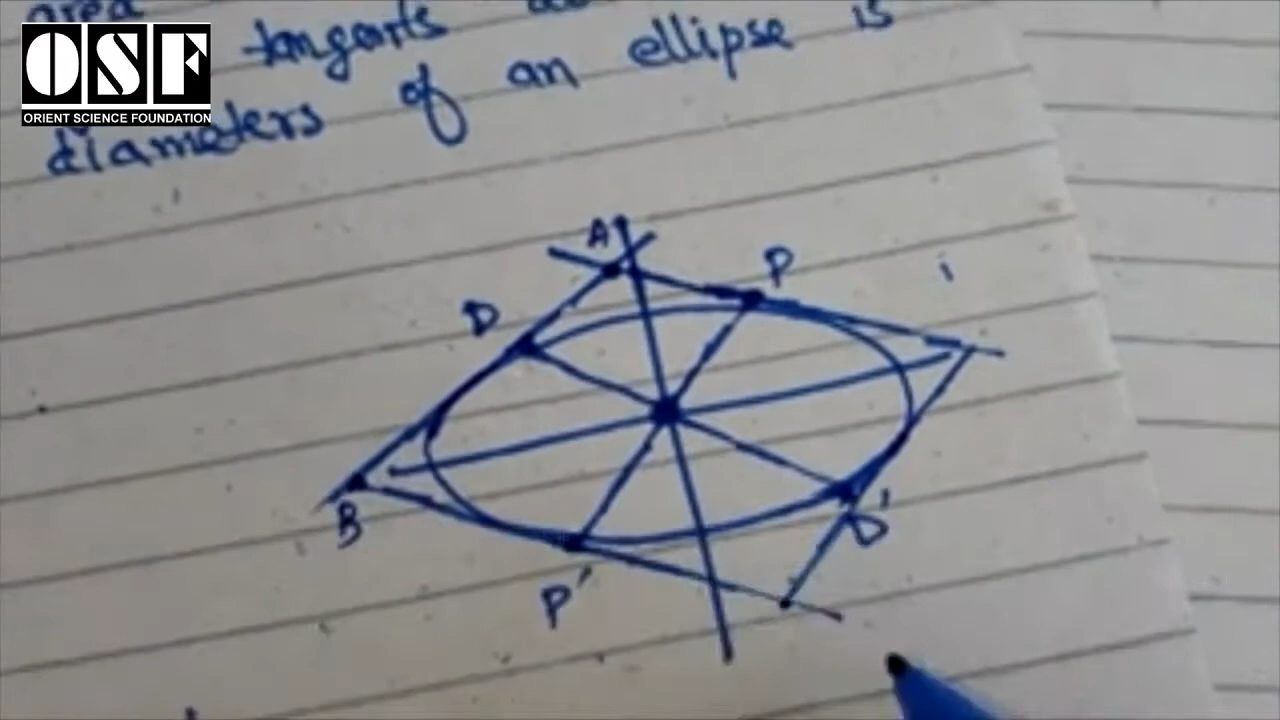 area
OSF
ORIENT SCIENCE FOUNDATION
tangents
diameters of an ellipse is
A
P
D
B
D'
P'